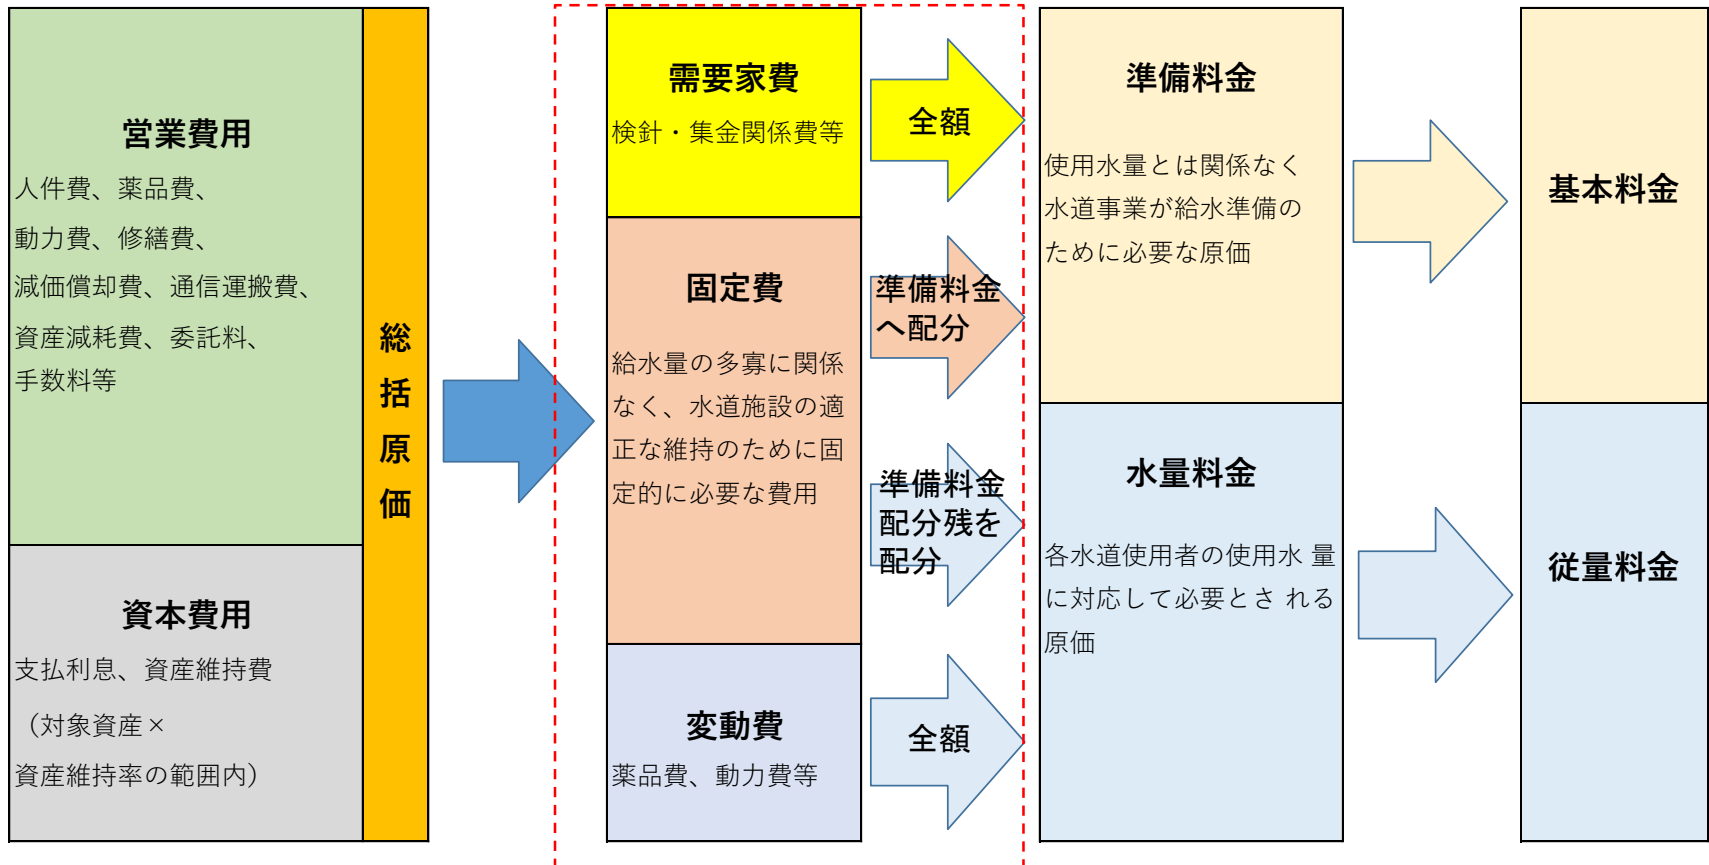 営業費用
人件費、薬品費、
動力費、修繕費、
減価償却費、通信運搬費、
資産減耗費、委託料、
手数料等
資本費用
支払利息、資産維持費
（対象資産×
資産維持率の範囲内）
総
括
原
価
需要家費
検針・集金関係費等
固定費
給水量の多寡に関係
なく、水道施設の適
正な維持のために固
定的に必要な費用
変動費
薬品費、動力費等
全額
準備料金
へ配分
準備料金
配分残を
配分
全額
準備料金
使用水量とは関係なく
水道事業が給水準備の
ために必要な原価
水量料金
各水道使用者の使用水 量
に対応して必要とさ れる
原価
基本料金
従量料金